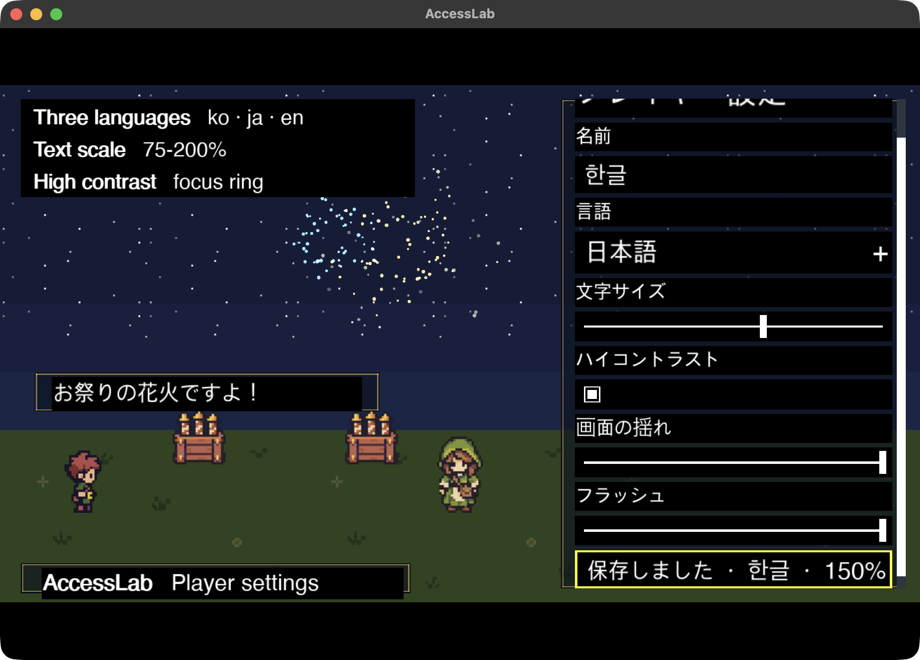 AccessLab
Three languages ko · ja · en
Text scale 75-200%
High contrast focus ring
お祭りの花火ですよ！
AccessLab Player settings
名前
한글
言語
日本語 +
文字サイズ
ハイコントラスト
画面の揺れ
フラッシュ
保存しました · 한글 · 150%